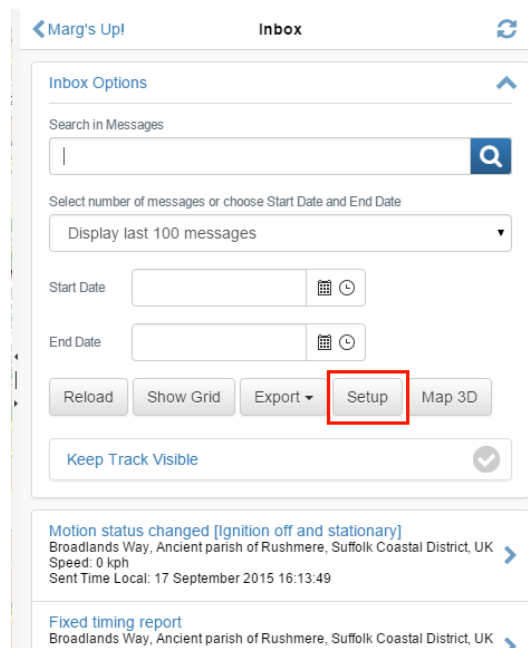 Marg's Up! Inbox
Inbox Options
Search in Messages
Select number of messages or choose Start Date and End Date
Display last 100 messages
Start Date
End Date
Reload Show Grid Export Setup Map 3D
Keep Track Visible
Motion status changed [Ignition off and stationary]
Broadlands Way, Ancient parish of Rushmere, Suffolk Coastal District, UK
Speed: 0 kph
Sent Time Local: 17 September 2015 16:13:49
Fixed timing report
Broadlands Way, Ancient parish of Rushmere, Suffolk Coastal District, UK